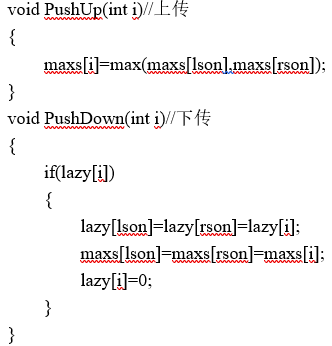 void PushUp(int i)//上传
{
maxs[i]=max(maxs[lson],maxs[rson]);
}
void PushDown(int i)//下传
{
if(lazy[i])
{
lazy[lson]=lazy[rson]=lazy[i];
maxs[lson]=maxs[rson]=maxs[i];
lazy[i]=0;
}
}